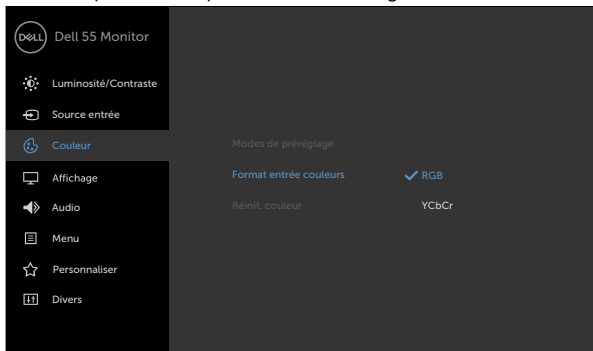 DELL
Dell 55 Monitor
Luminosité/Contraste
Source entrée
Couleur
Modes de préréglage
Affichage
Format entrée couleurs
RGB
Audio
Réinit. couleur
YCbCr
Menu
Personnaliser
Divers